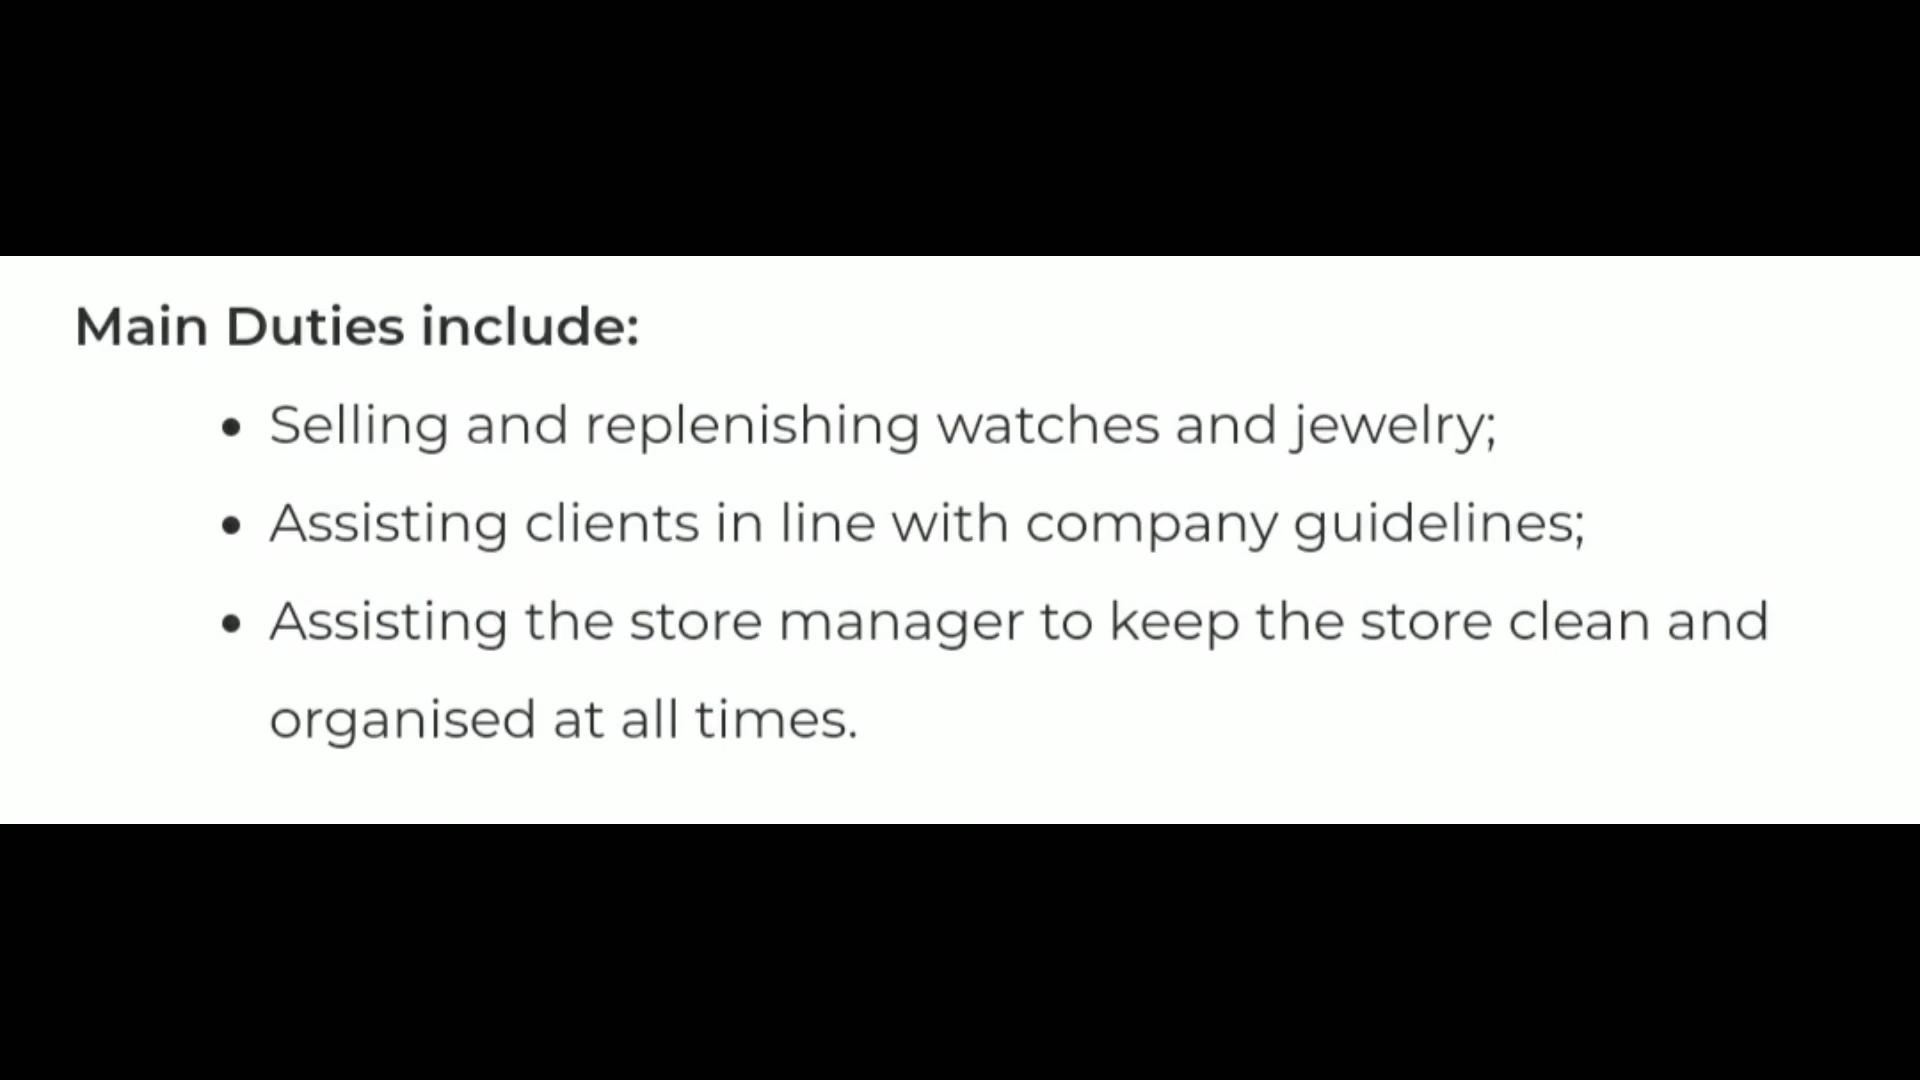 Main Duties include:
• Selling and replenishing watches and jewelry;
• Assisting clients in line with company guidelines;
• Assisting the store manager to keep the store clean and
organised at all times.